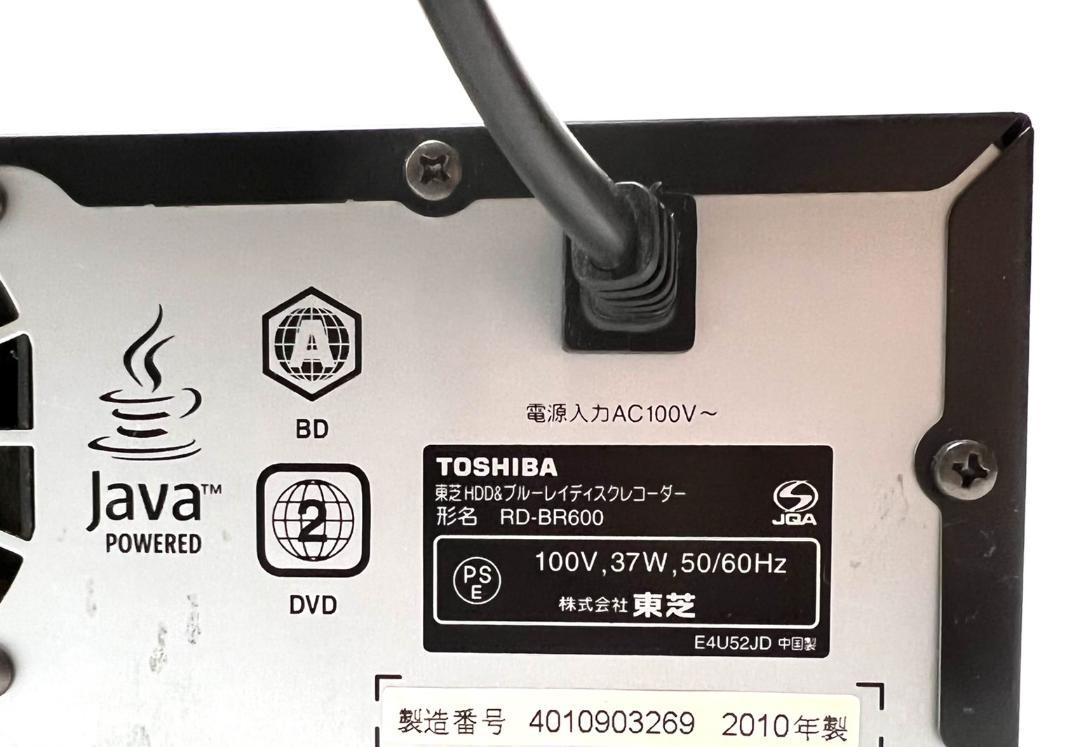 A
BD
Java™
POWERED
2
DVD
電源入力AC100V～
TOSHIBA
東芝HDD&ブルーレイディスクレコーダー
形名 RD-BR600
JQA
PS
E
100V,37W,50/60Hz
株式会社 東芝
E4U52JD 中国製
製造番号 4010903269 2010年製